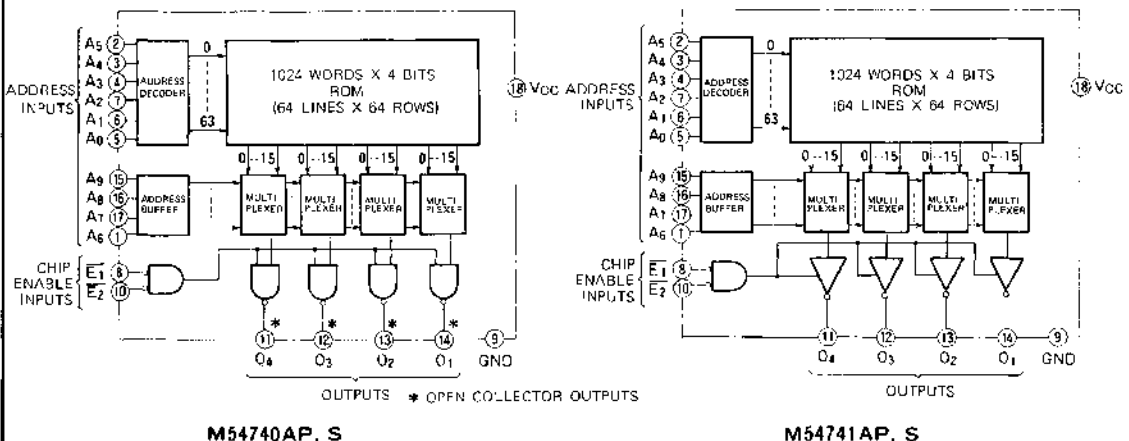 A5 2
A4 3
A3 4
A2 7
A1 6
A0 5
ADDRESS INPUTS
ADDRESS DECODER
0
63
1024 WORDS X 4 BITS
ROM
(64 LINES X 64 ROWS)
18 VCC
0--15 0--15 0--15 0--15
A9 15
A8 16
A7 17
A6 1
ADDRESS BUFFER
MULTI PLEXER MULTI PLEXER MULTI PLEXER MULTI PLEXER
CHIP ENABLE INPUTS
E̅1̅ 8
E̅2̅ 10
* * * *
11 12 13 14 9
O4 O3 O2 O1 GND
OUTPUTS * OPEN COLLECTOR OUTPUTS
M54740AP, S
A5 2
A4 3
A3 4
A2 7
A1 6
A0 5
ADDRESS INPUTS
ADDRESS DECODER
0
63
1024 WORDS X 4 BITS
ROM
(64 LINES X 64 ROWS)
18 VCC
0--15 0--15 0--15 0--15
A9 15
A8 16
A7 17
A6 1
ADDRESS BUFFER
MULTI PLEXER MULTI PLEXER MULTI PLEXER MULTI PLEXER
CHIP ENABLE INPUTS
E̅1̅ 8
E̅2̅ 10
11 12 13 14 9
O4 O3 O2 O1 GND
OUTPUTS
M54741AP, S